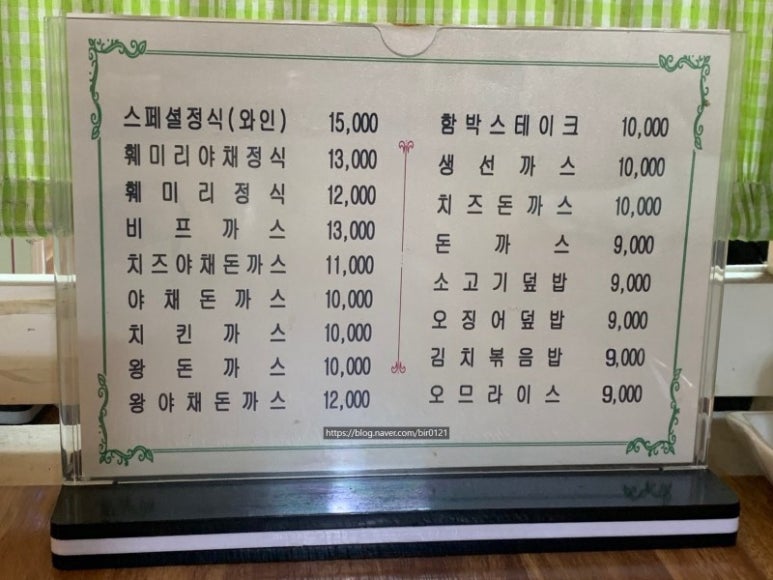 스페셜정식(와인) 15,000
훼미리야채정식 13,000
훼미리정식 12,000
비프까스 13,000
치즈야채돈까스 11,000
야채돈까스 10,000
치킨까스 10,000
왕돈까스 10,000
왕야채돈까스 12,000
함박스테이크 10,000
생선까스 10,000
치즈돈까스 10,000
돈까스 9,000
소고기덮밥 9,000
오징어덮밥 9,000
김치볶음밥 9,000
오므라이스 9,000
https://blog.naver.com/bir0121